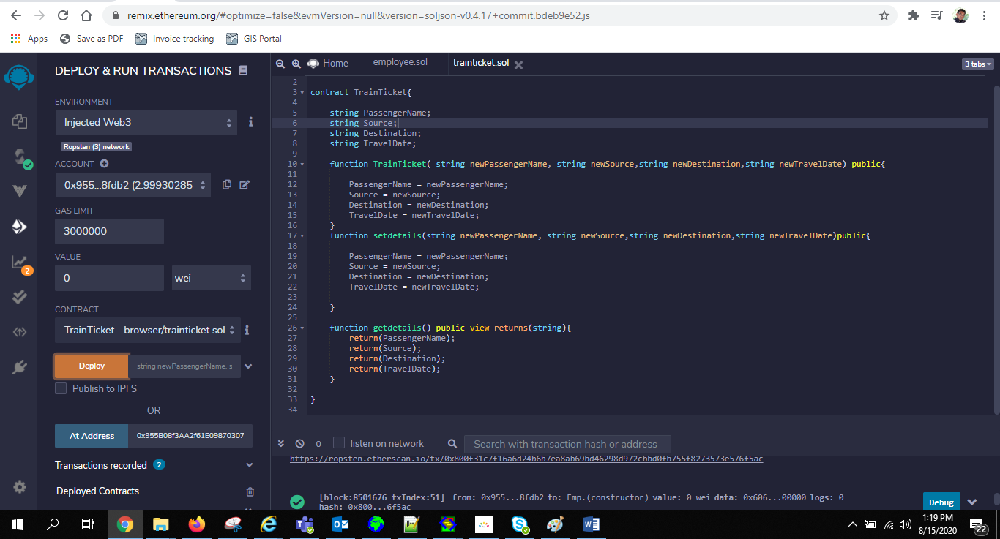 remix.ethereum.org/#optimize=false&evmVersion=null&version=soljson-v0.4.17+commit.bdeb9e52.js
Apps Save as PDF Invoice tracking GIS Portal
DEPLOY & RUN TRANSACTIONS
ENVIRONMENT
Injected Web3
Ropsten (3) network
ACCOUNT
0x955...8fdb2 (2.99930285
GAS LIMIT
3000000
VALUE
0 wei
CONTRACT
TrainTicket - browser/trainticket.sol
Deploy string newPassengerName, s
Publish to IPFS
OR
At Address 0x955B08f3AA2f61E09870307
Transactions recorded 2
Deployed Contracts
2
Home employee.sol trainticket.sol 3 tabs
2
3 contract TrainTicket{
4
5 string PassengerName;
6 string Source;
7 string Destination;
8 string TravelDate;
9
10 function TrainTicket( string newPassengerName, string newSource,string newDestination,string newTravelDate) public{
11
12 PassengerName = newPassengerName;
13 Source = newSource;
14 Destination = newDestination;
15 TravelDate = newTravelDate;
16 }
17 function setdetails(string newPassengerName, string newSource,string newDestination,string newTravelDate)public{
18
19 PassengerName = newPassengerName;
20 Source = newSource;
21 Destination = newDestination;
22 TravelDate = newTravelDate;
23
24 }
25
26 function getdetails() public view returns(string){
27 return(PassengerName);
28 return(Source);
29 return(Destination);
30 return(TravelDate);
31 }
32
33 }
34
0 listen on network Search with transaction hash or address
https://ropsten.etherscan.io/tx/0x800f31c7f16a6d24b6b7ea8ab69bd46298d972cbbd0fb755f8273573e576f5ac
[block:8501676 txIndex:51] from: 0x955...8fdb2 to: Emp.(constructor) value: 0 wei data: 0x606...00000 logs: 0
hash: 0x800...6f5ac
Debug
1:19 PM
8/15/2020
22